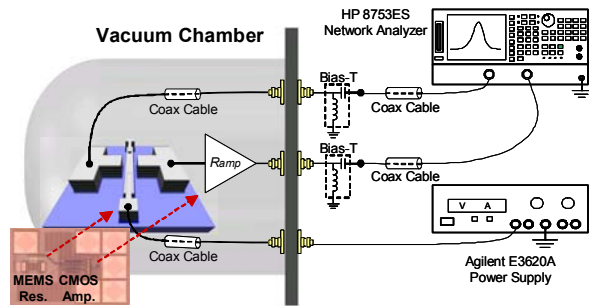 HP 8753ES
Network Analyzer
Vacuum Chamber
Bias-T
Coax Cable
Coax Cable
Bias-T
Ramp
Coax Cable
V A
MEMS CMOS
Res. Amp.
Coax Cable
Agilent E3620A
Power Supply